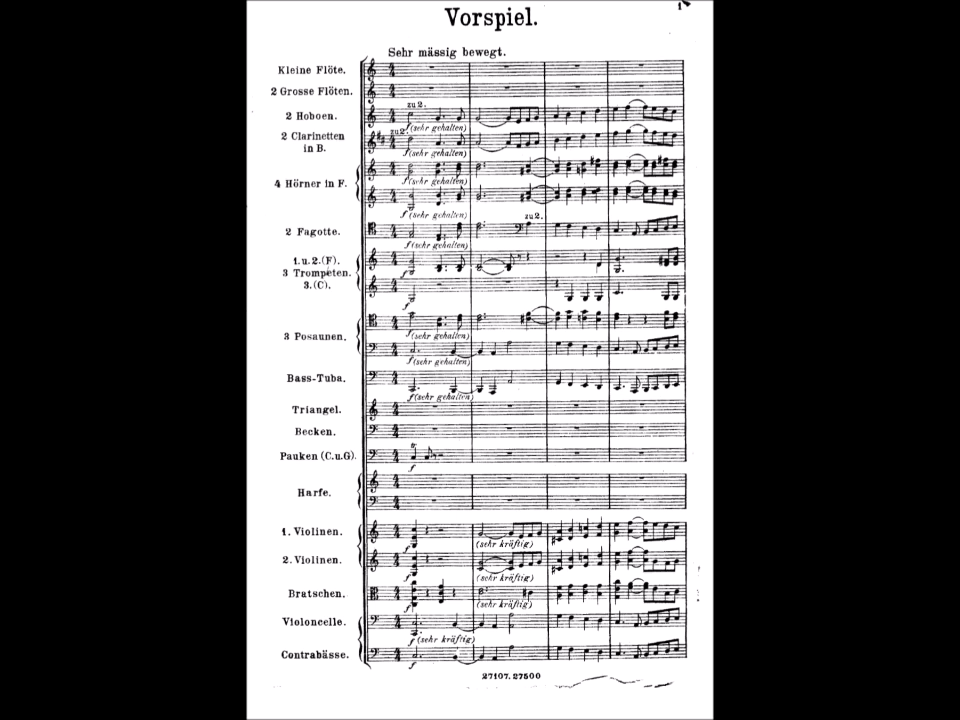 Vorspiel.
Sehr mässig bewegt.
Kleine Flöte.
2 Grosse Flöten.
zu 2.
2 Hoboen.
f (sehr gehalten)
zu 2.
2 Clarinetten
in B.
f (sehr gehalten)
4 Hörner in F.
f (sehr gehalten)
f (sehr gehalten)
zu 2.
2 Fagotte.
f (sehr gehalten)
1. u. 2. (F).
3 Trompeten.
3. (C).
f
f
3 Posaunen.
f (sehr gehalten)
f (sehr gehalten)
Bass-Tuba.
f (sehr gehalten)
Triangel.
Becken.
Pauken (C.u.G).
tr
f
Harfe.
1. Violinen.
f
(sehr kräftig)
2. Violinen.
f
(sehr kräftig)
Bratschen.
f
(sehr kräftig)
Violoncelle.
f (sehr kräftig)
Contrabässe.
f
27107. 27500